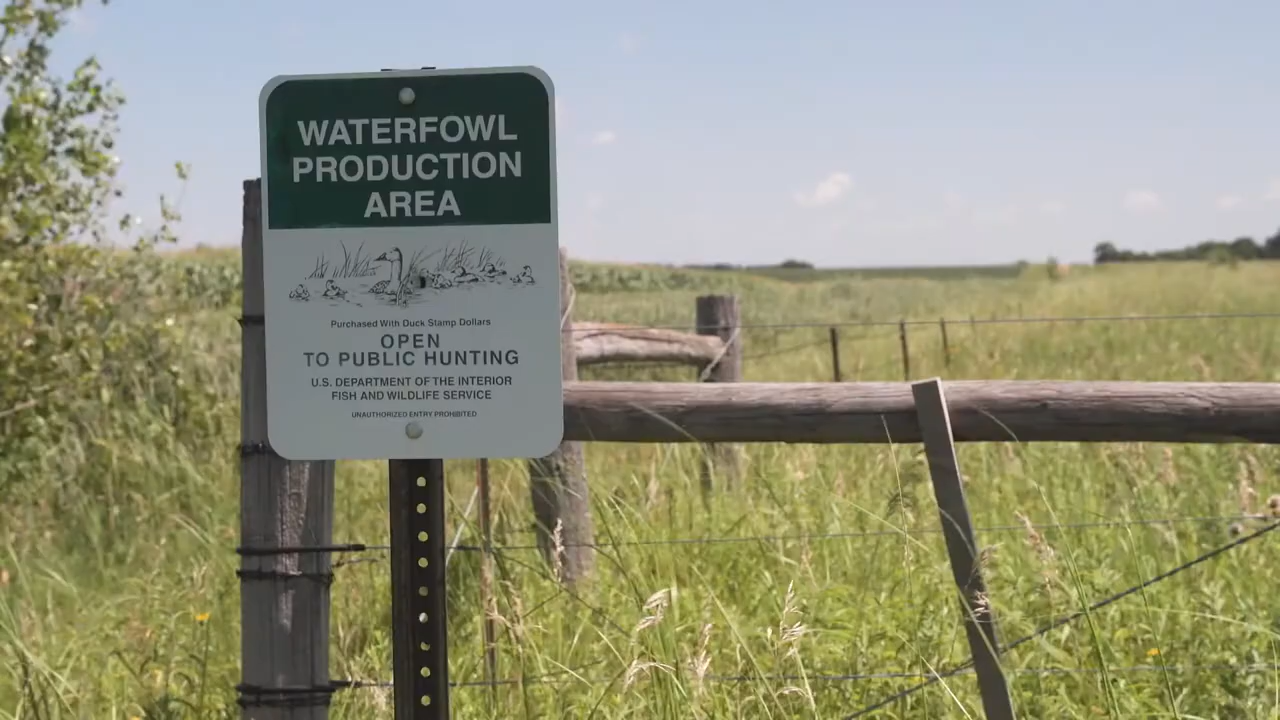 WATERFOWL
PRODUCTION
AREA
Purchased With Duck Stamp Dollars
OPEN
TO PUBLIC HUNTING
U.S. DEPARTMENT OF THE INTERIOR
FISH AND WILDLIFE SERVICE
UNAUTHORIZED ENTRY PROHIBITED